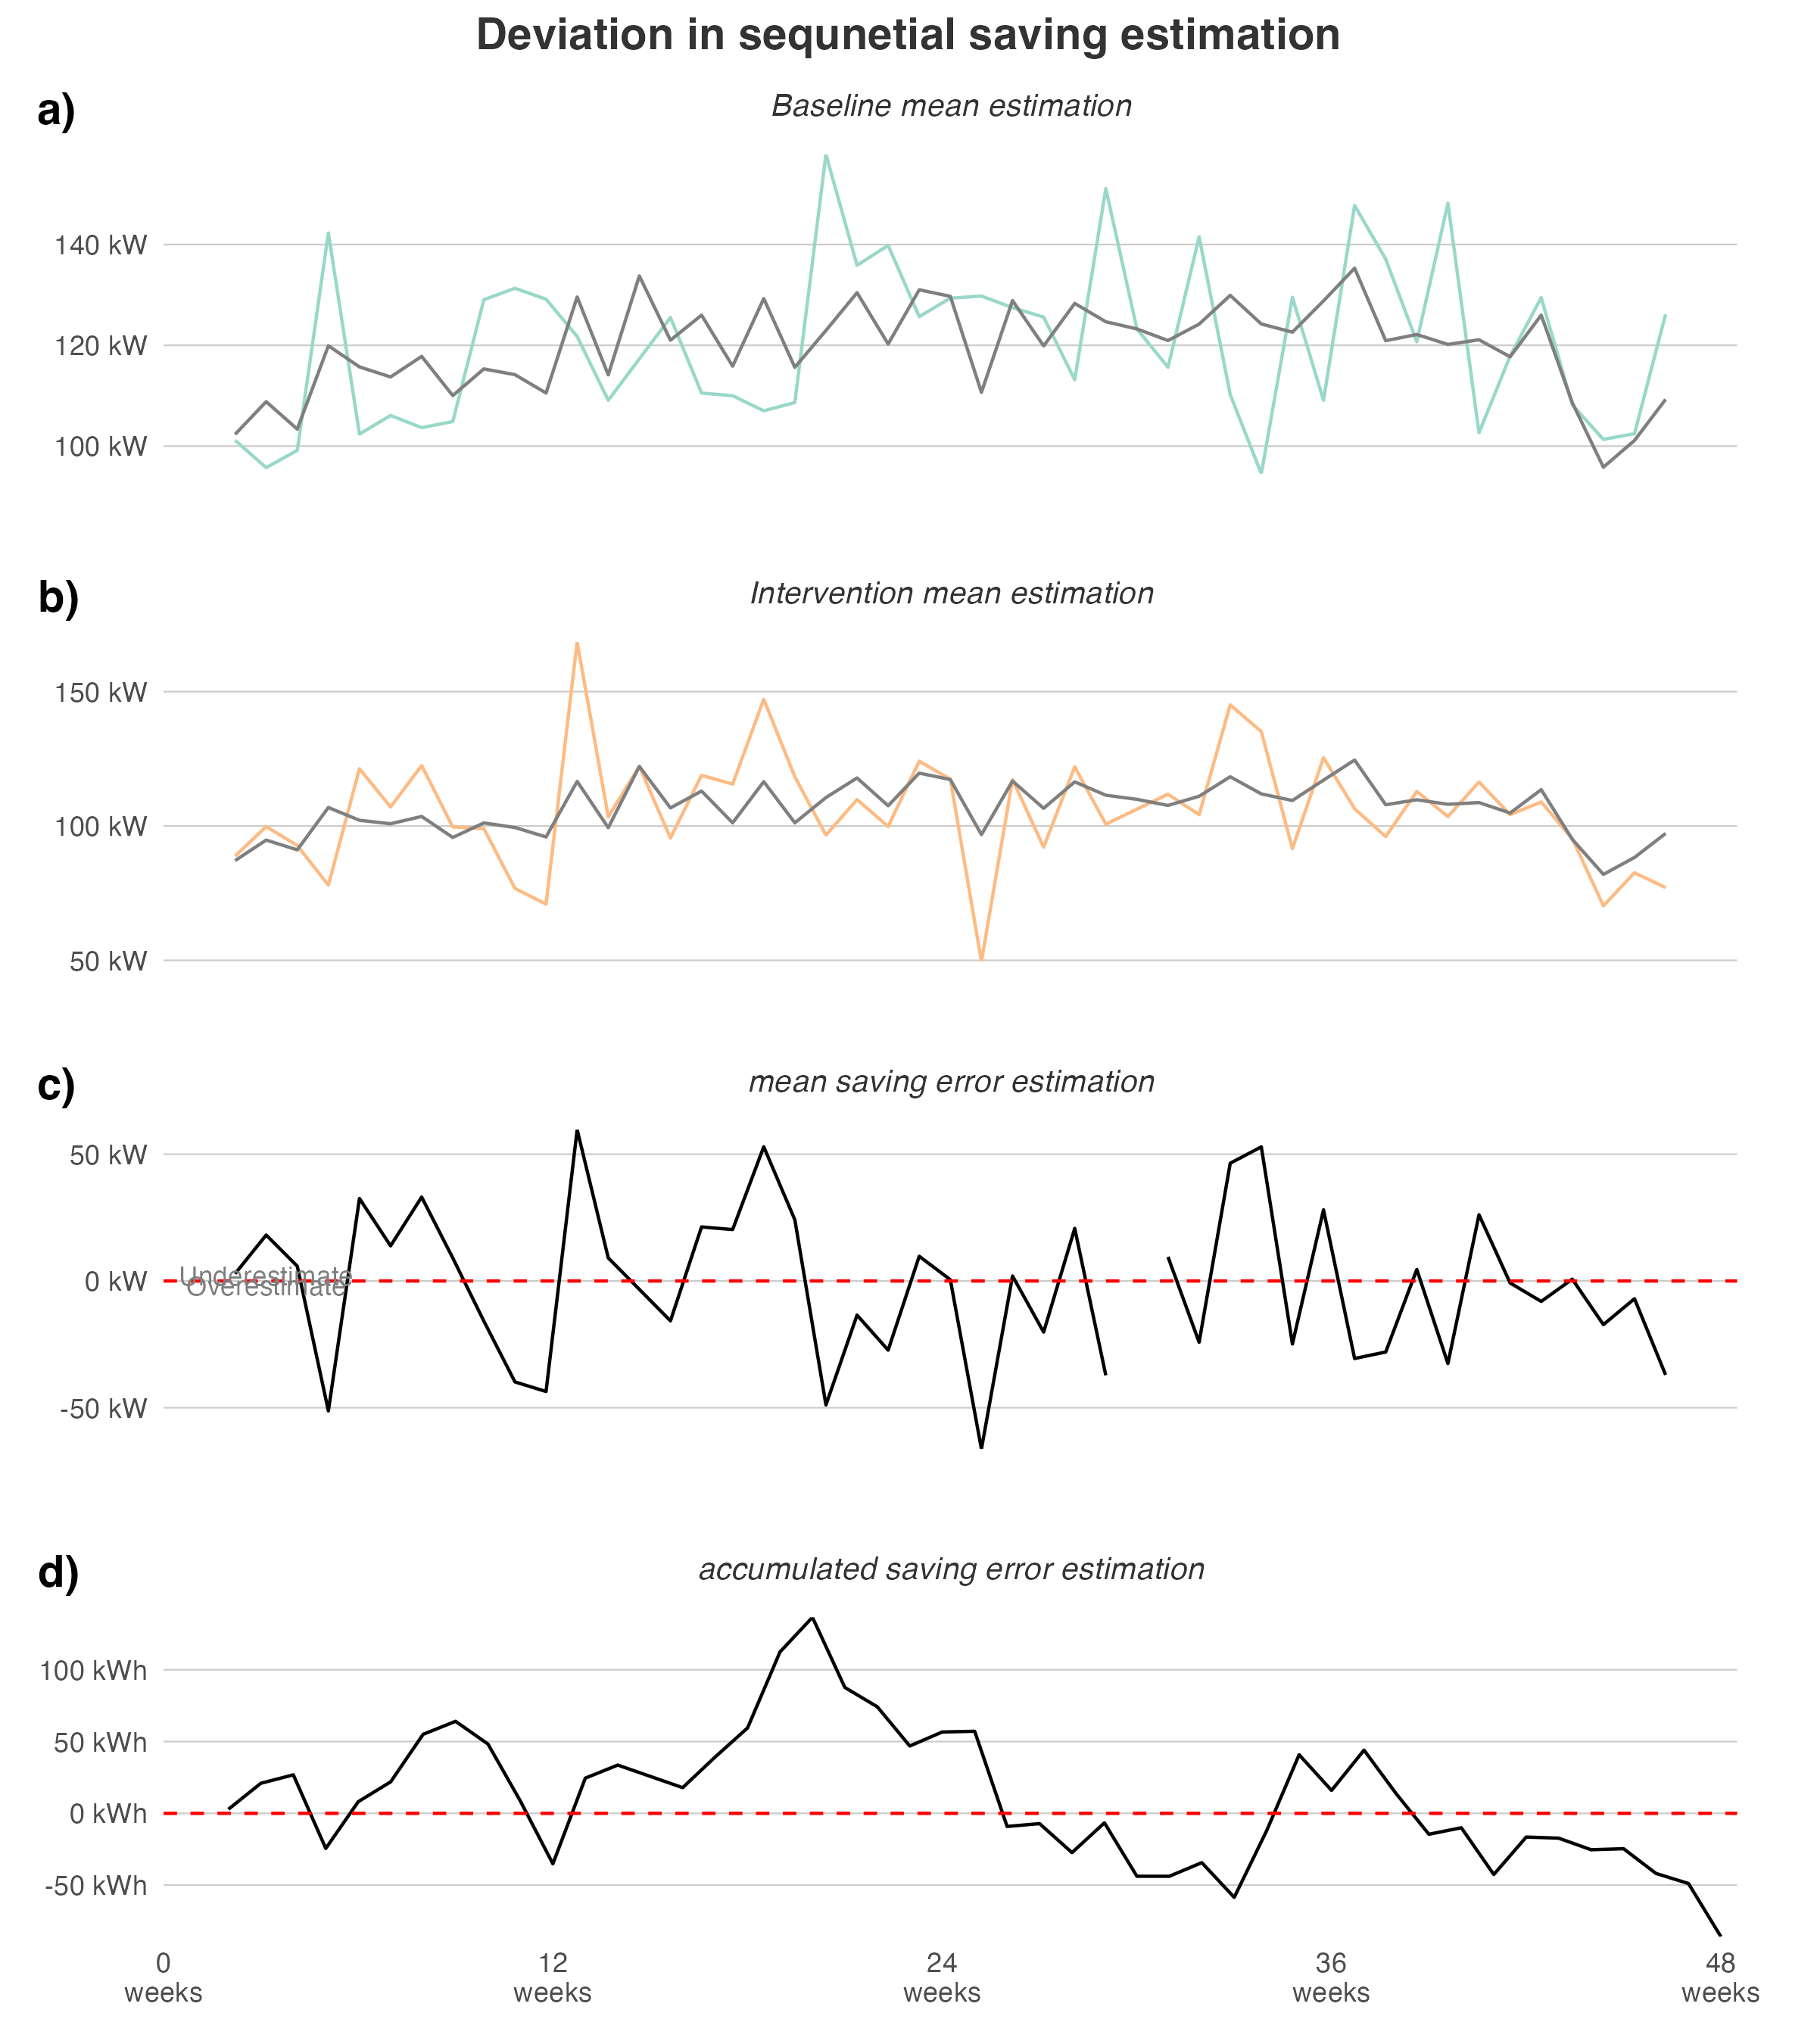 Deviation in sequnetial saving estimation
a)
Baseline mean estimation
140 kW
120 kW
100 kW
b)
Intervention mean estimation
150 kW
100 kW
50 kW
c)
mean saving error estimation
50 kW
Underestimate
0 kW
Overestimate
-50 kW
d)
accumulated saving error estimation
100 kWh
50 kWh
0 kWh
-50 kWh
0 12 24 36 48
weeks weeks weeks weeks weeks